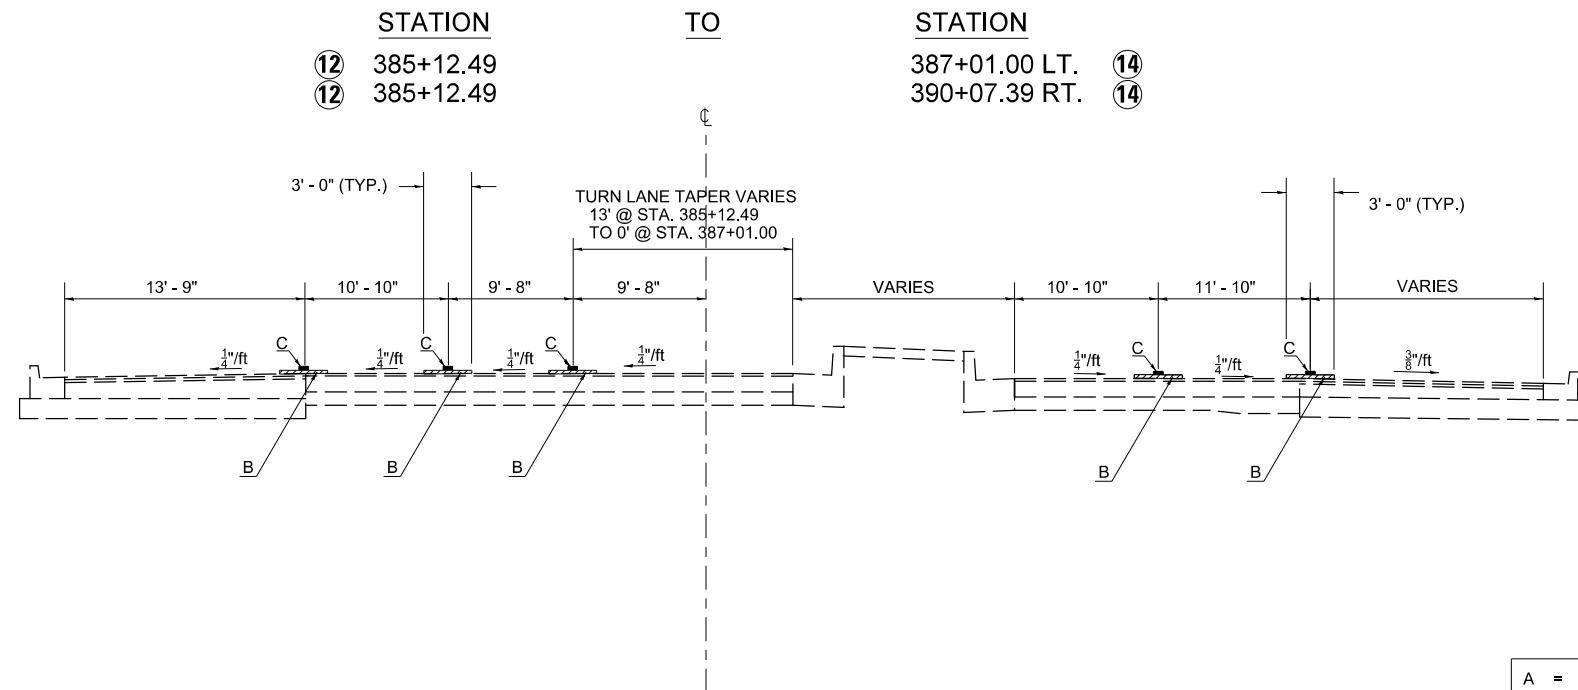 STATION TO STATION
12 385+12.49 387+01.00 LT. 14
12 385+12.49 390+07.39 RT. 14
℄
3' - 0" (TYP.)
TURN LANE TAPER VARIES
13' @ STA. 385+12.49
TO 0' @ STA. 387+01.00
3' - 0" (TYP.)
13' - 9" 10' - 10" 9' - 8" 9' - 8" VARIES 10' - 10" 11' - 10" VARIES
1/4"/ft C 1/4"/ft C 1/4"/ft C 1/4"/ft 1/4"/ft C 1/4"/ft C 3/8"/ft
B B B B B
A =